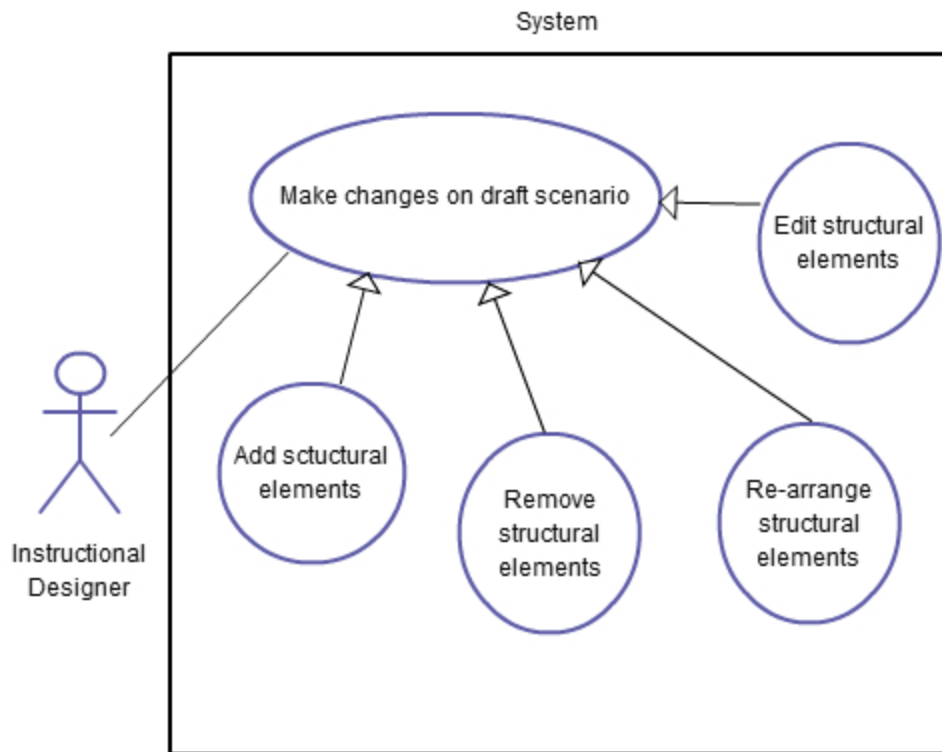 System
Make changes on draft scenario
Edit structural
elements
Add sctuctural
elements
Remove
structural
elements
Re-arrange
structural
elements
Instructional
Designer